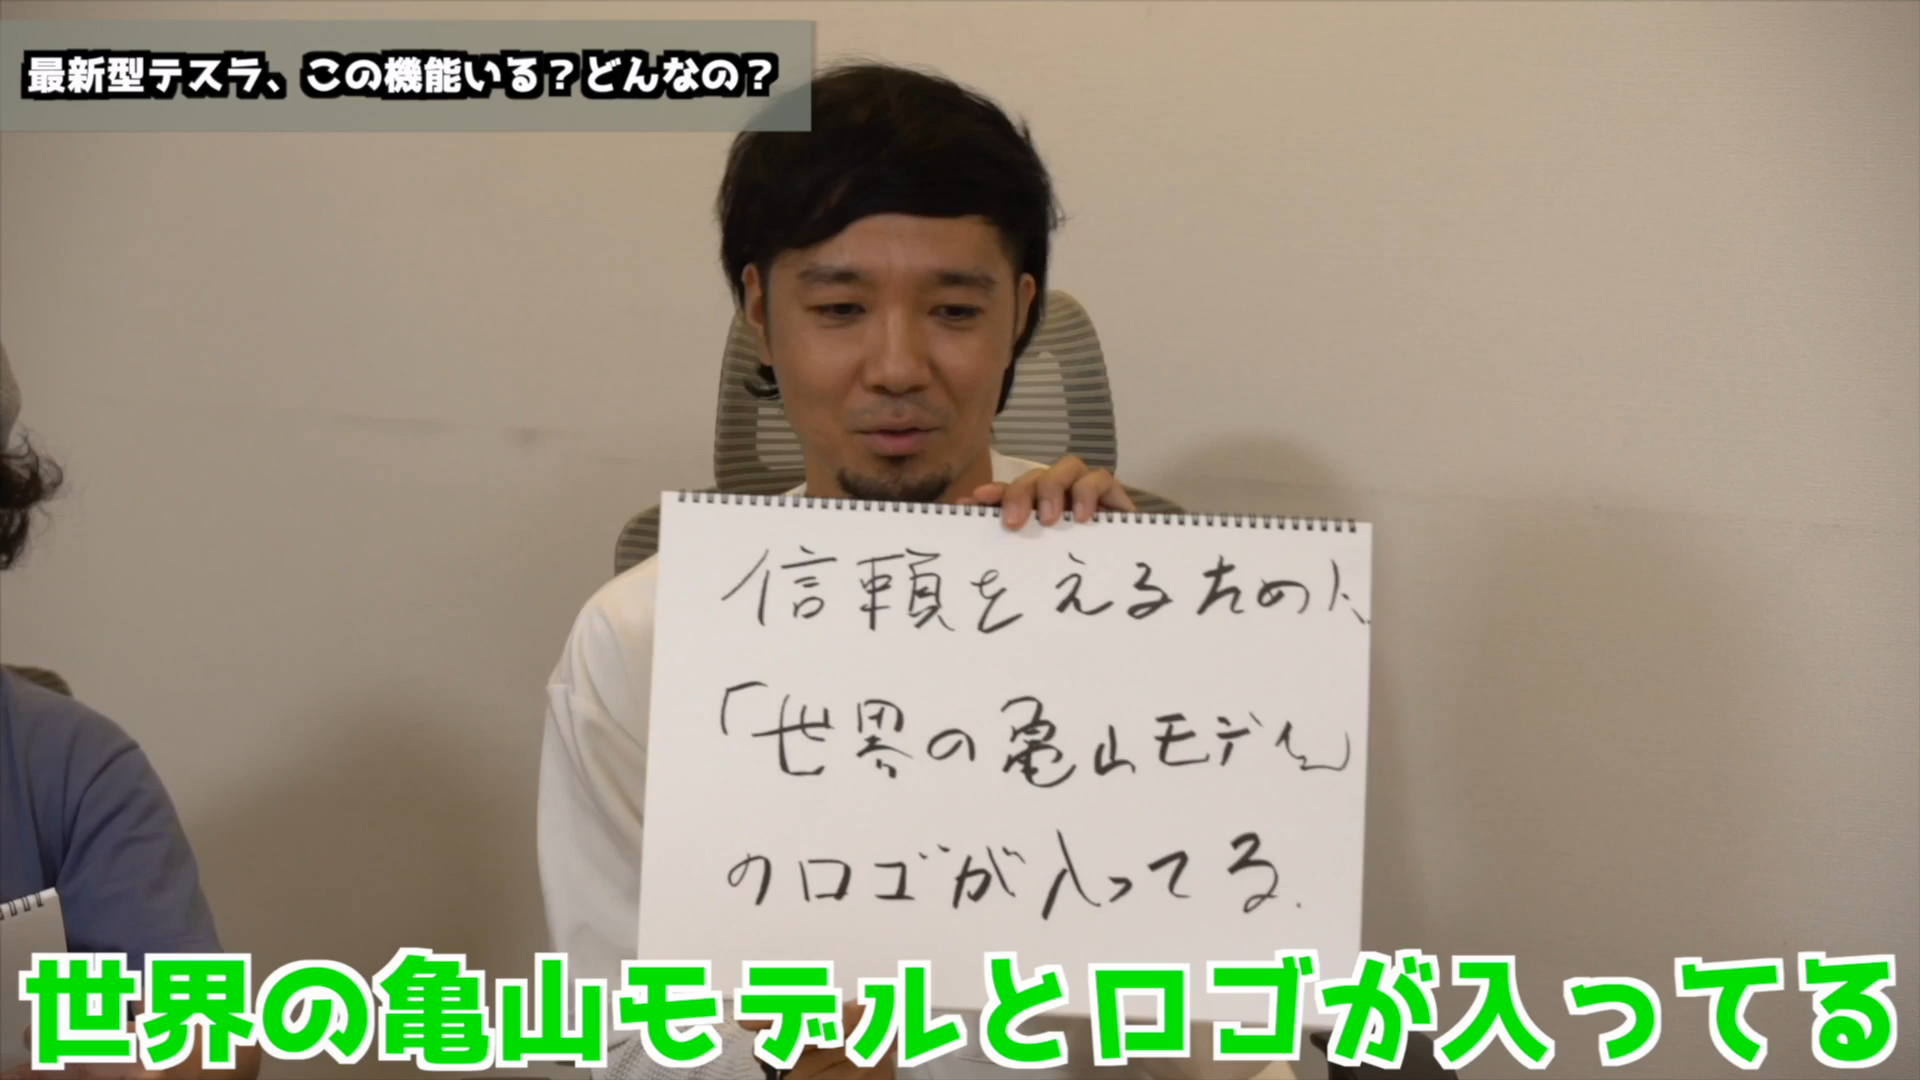 最新型テスラ、この機能いる？どんなの？
信頼をえるために
「世界の亀山モデル」
のロゴが入ってる.
世界の亀山モデルとロゴが入ってる